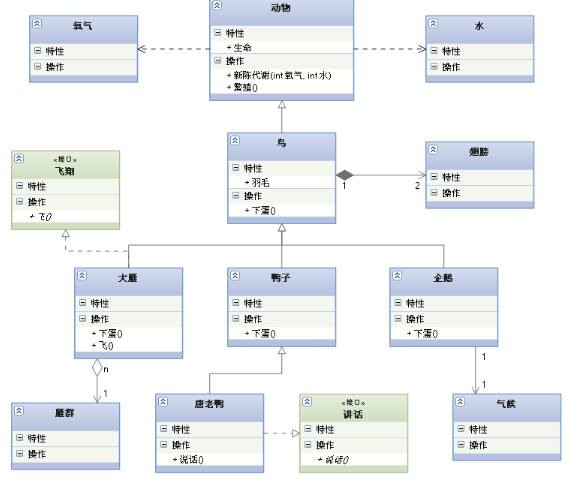 动物
特性
+ 生命
操作
+ 新陈代谢(int 氧气, int 水)
+ 繁殖()
氧气
特性
操作
水
特性
操作
鸟
特性
+ 羽毛
操作
+ 下蛋()
1
2
翅膀
特性
操作
«接口»
飞翔
特性
操作
+ 飞()
大雁
特性
操作
+ 下蛋()
+ 飞()
鸭子
特性
操作
+ 下蛋()
企鹅
特性
操作
+ 下蛋()
n
1
1
1
雁群
特性
操作
唐老鸭
特性
操作
+ 说话()
«接口»
讲话
特性
操作
+ 说话()
气候
特性
操作